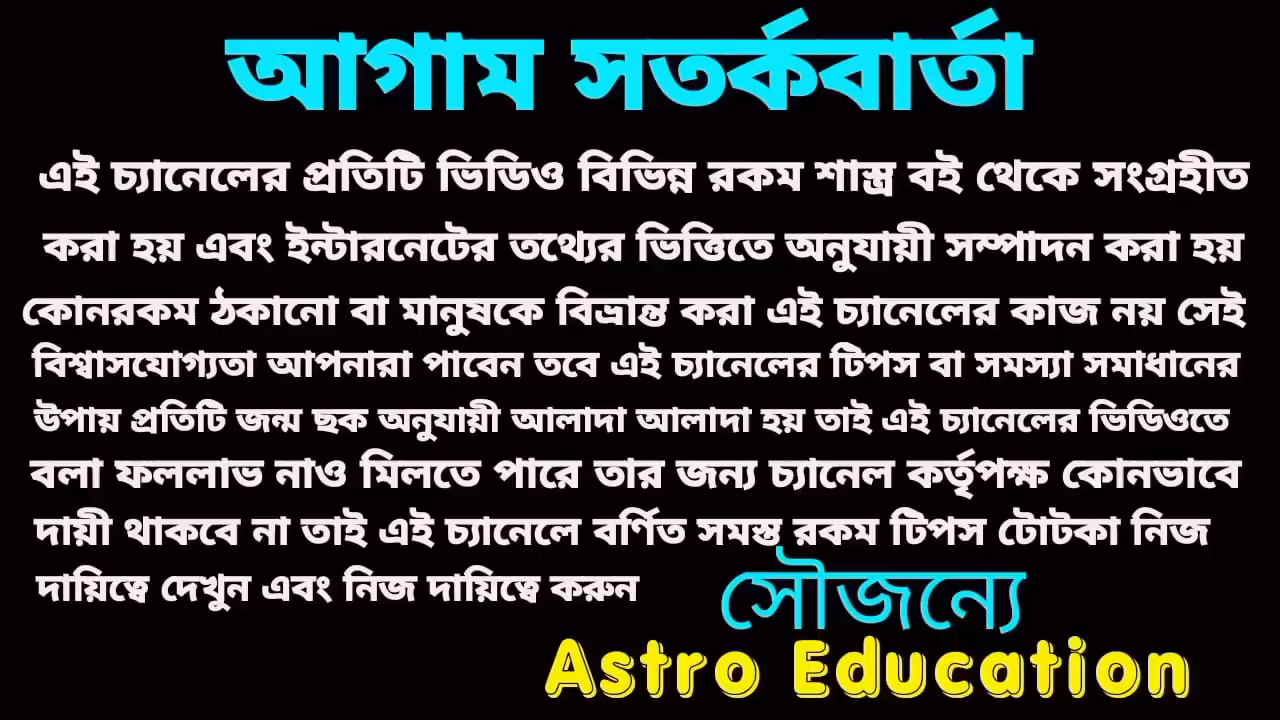 আগাম সতর্কবার্তা
এই চ্যানেলের প্রতিটি ভিডিও বিভিন্ন রকম শাস্ত্র বই থেকে সংগ্রহীত
করা হয় এবং ইন্টারনেটের তথ্যের ভিত্তিতে অনুযায়ী সম্পাদন করা হয়
কোনরকম ঠকানো বা মানুষকে বিভ্রান্ত করা এই চ্যানেলের কাজ নয় সেই
বিশ্বাসযোগ্যতা আপনারা পাবেন তবে এই চ্যানেলের টিপস বা সমস্যা সমাধানের
উপায় প্রতিটি জন্ম ছক অনুযায়ী আলাদা আলাদা হয় তাই এই চ্যানেলের ভিডিওতে
বলা ফললাভ নাও মিলতে পারে তার জন্য চ্যানেল কর্তৃপক্ষ কোনভাবে
দায়ী থাকবে না তাই এই চ্যানেলে বর্ণিত সমস্ত রকম টিপস টোটকা নিজ
দায়িত্বে দেখুন এবং নিজ দায়িত্বে করুন
সৌজন্যে
Astro Education